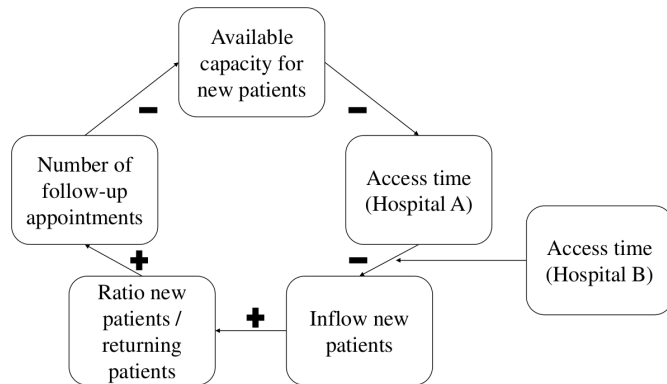 Available
capacity for
new patients
Number of
follow-up
appointments
Access time
(Hospital A)
Access time
(Hospital B)
Ratio new
patients /
returning
patients
Inflow new
patients